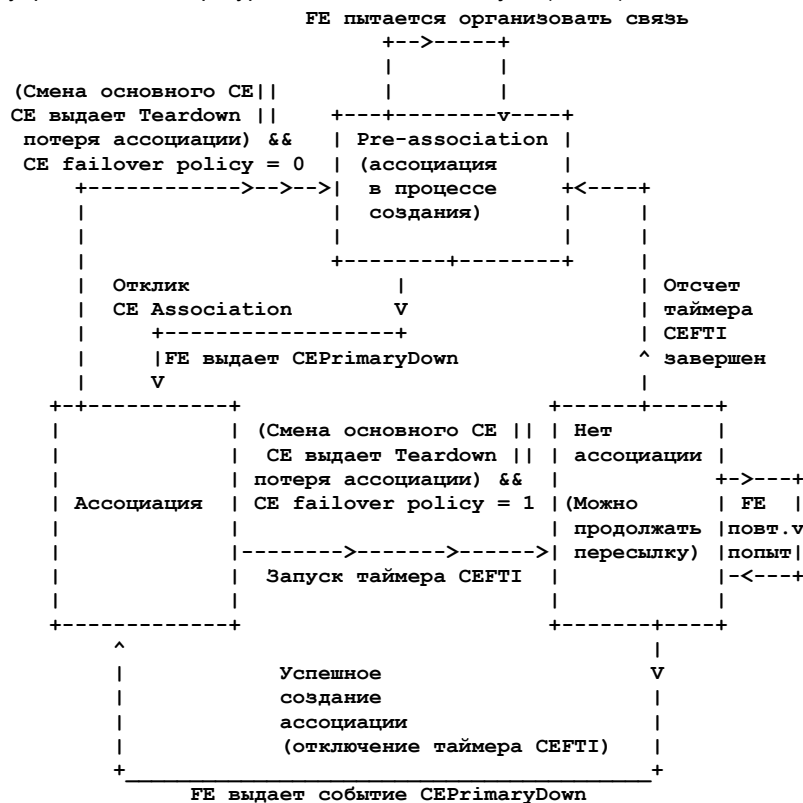 FE пытается организовать связь
(Смена основного CE||
CE выдает Teardown ||
потеря ассоциации) &&
CE failover policy = 0
Pre-association
(ассоциация
в процессе
создания)
Отклик
CE Association
FE выдает CEPrimaryDown
Отсчет
таймера
CEFTI
завершен
Ассоциация
(Смена основного CE ||
CE выдает Teardown ||
потеря ассоциации) &&
CE failover policy = 1
Запуск таймера CEFTI
Нет
ассоциации
(Можно
продолжать
пересылку)
FE
повт.
попыт
Успешное
создание
ассоциации
(отключение таймера CEFTI)
FE выдает событие CEPrimaryDown